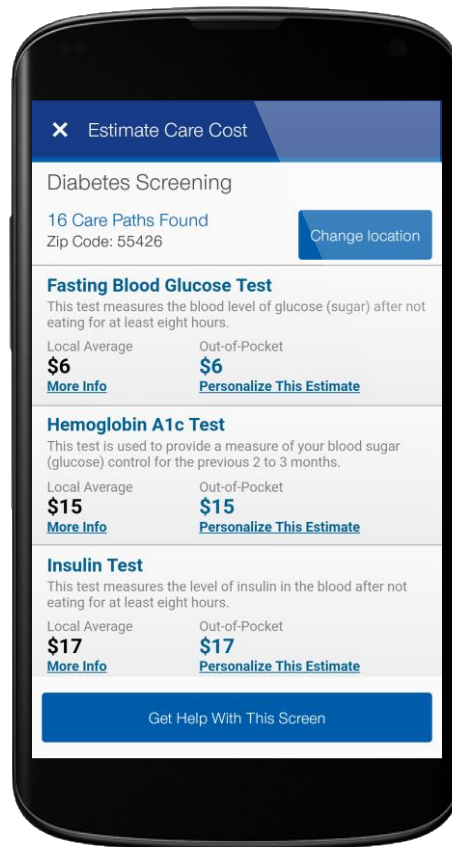 × Estimate Care Cost
Diabetes Screening
16 Care Paths Found
Zip Code: 55426
Change location
Fasting Blood Glucose Test
This test measures the blood level of glucose (sugar) after not
eating for at least eight hours.
Local Average Out-of-Pocket
$6 $6
More Info Personalize This Estimate
Hemoglobin A1c Test
This test is used to provide a measure of your blood sugar
(glucose) control for the previous 2 to 3 months.
Local Average Out-of-Pocket
$15 $15
More Info Personalize This Estimate
Insulin Test
This test measures the level of insulin in the blood after not
eating for at least eight hours.
Local Average Out-of-Pocket
$17 $17
More Info Personalize This Estimate
Get Help With This Screen